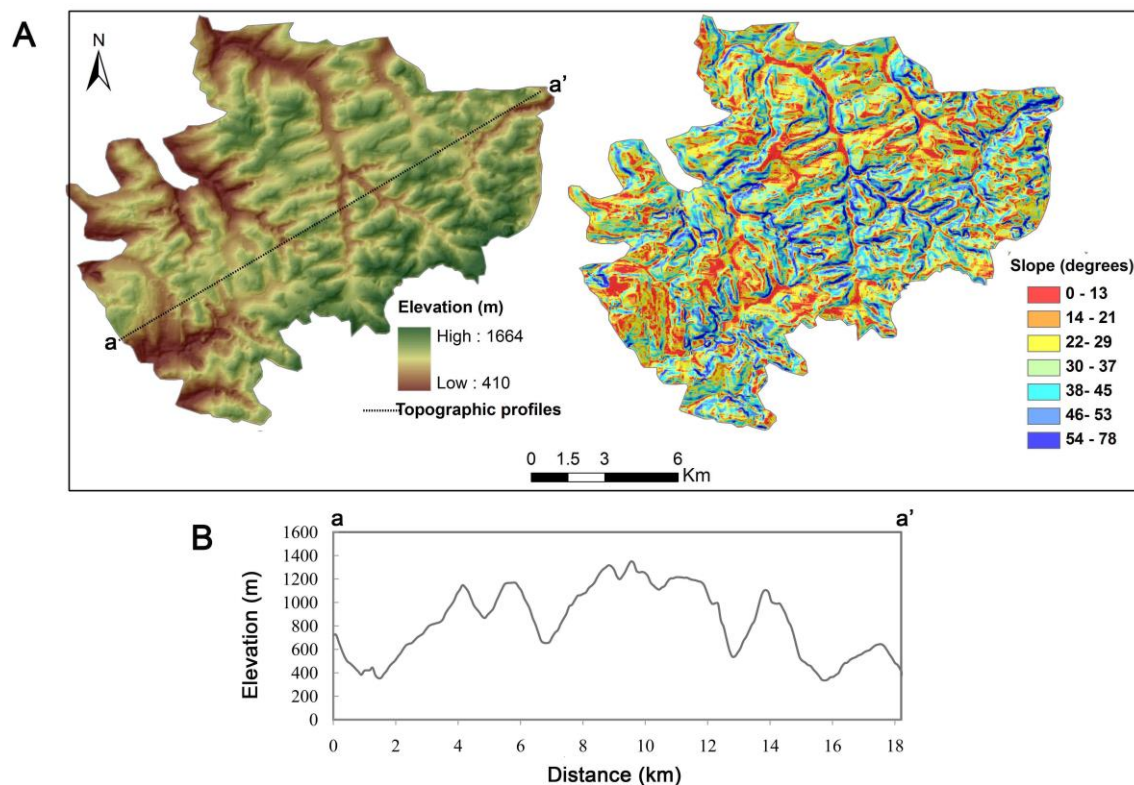 A
N
a'
a
Elevation (m)
High : 1664
Low : 410
Topographic profiles
Slope (degrees)
0 - 13
14 - 21
22- 29
30 - 37
38- 45
46- 53
54 - 78
0 1.5 3 6
Km
B
a a’
1600
1400
1200
1000
800
600
400
200
0
Elevation (m)
0 2 4 6 8 10 12 14 16 18
Distance (km)